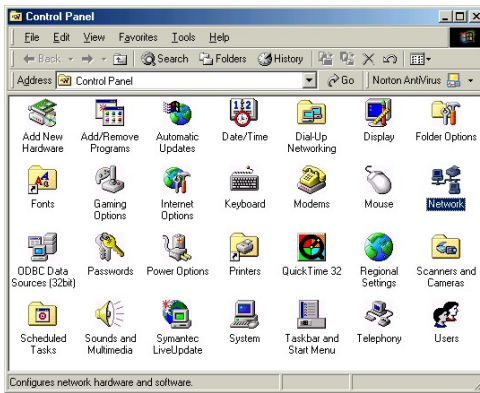 Control Panel
File Edit View Favorites Tools Help
Back Search Folders History
Address Control Panel Go Norton AntiVirus
Add New Hardware
Add/Remove Programs
Automatic Updates
Date/Time
Dial-Up Networking
Display
Folder Options
Fonts
Gaming Options
Internet Options
Keyboard
Modems
Mouse
Network
ODBC Data Sources (32bit)
Passwords
Power Options
Printers
QuickTime 32
Regional Settings
Scanners and Cameras
Scheduled Tasks
Sounds and Multimedia
Symantec LiveUpdate
System
Taskbar and Start Menu
Telephony
Users
Configures network hardware and software.